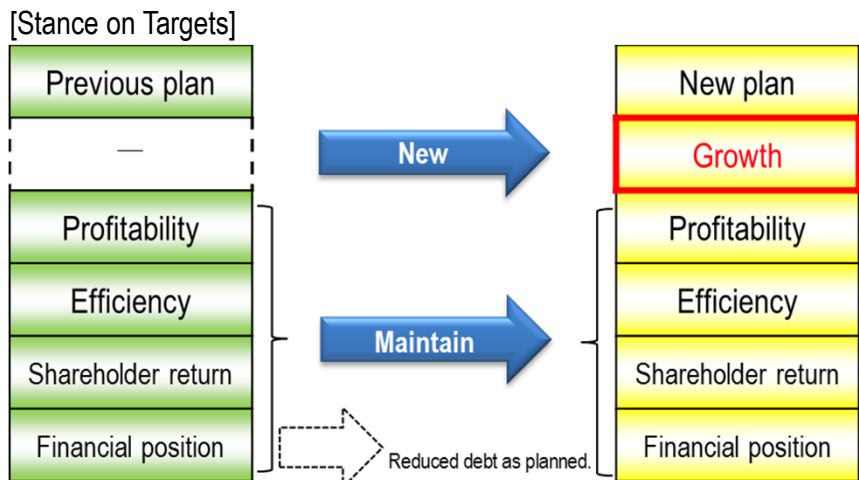 [Stance on Targets]
Previous plan
New plan
—
New
Growth
Profitability
Profitability
Efficiency
Efficiency
Maintain
Shareholder return
Shareholder return
Financial position
Reduced debt as planned.
Financial position